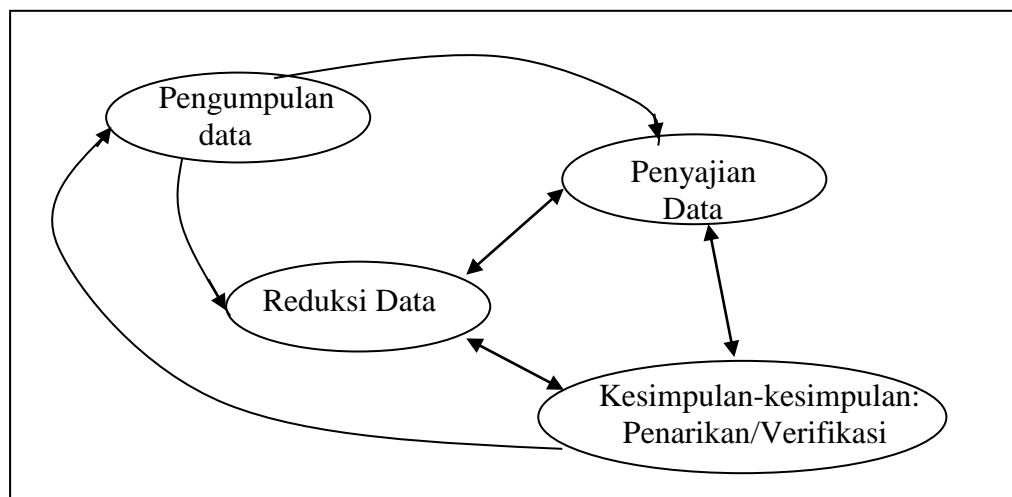 Pengumpulan
data
Penyajian
Data
Reduksi Data
Kesimpulan-kesimpulan:
Penarikan/Verifikasi